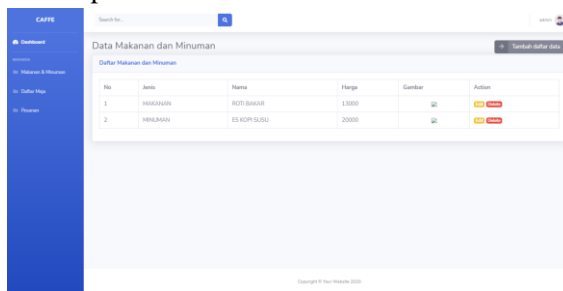 CAFFE
Search for...
admin
Dashboard
Data Makanan dan Minuman
Tambah daftar data
Daftar Makanan dan Minuman
Makanan & Minuman
Daftar Meja
Pesanan
No Jenis Nama Harga Gambar Action
1 MAKANAN ROTI BAKAR 13000 Edit Delete
2 MINUMAN ES KOPI SUSU 20000 Edit Delete
Copyright © Your Website 2020